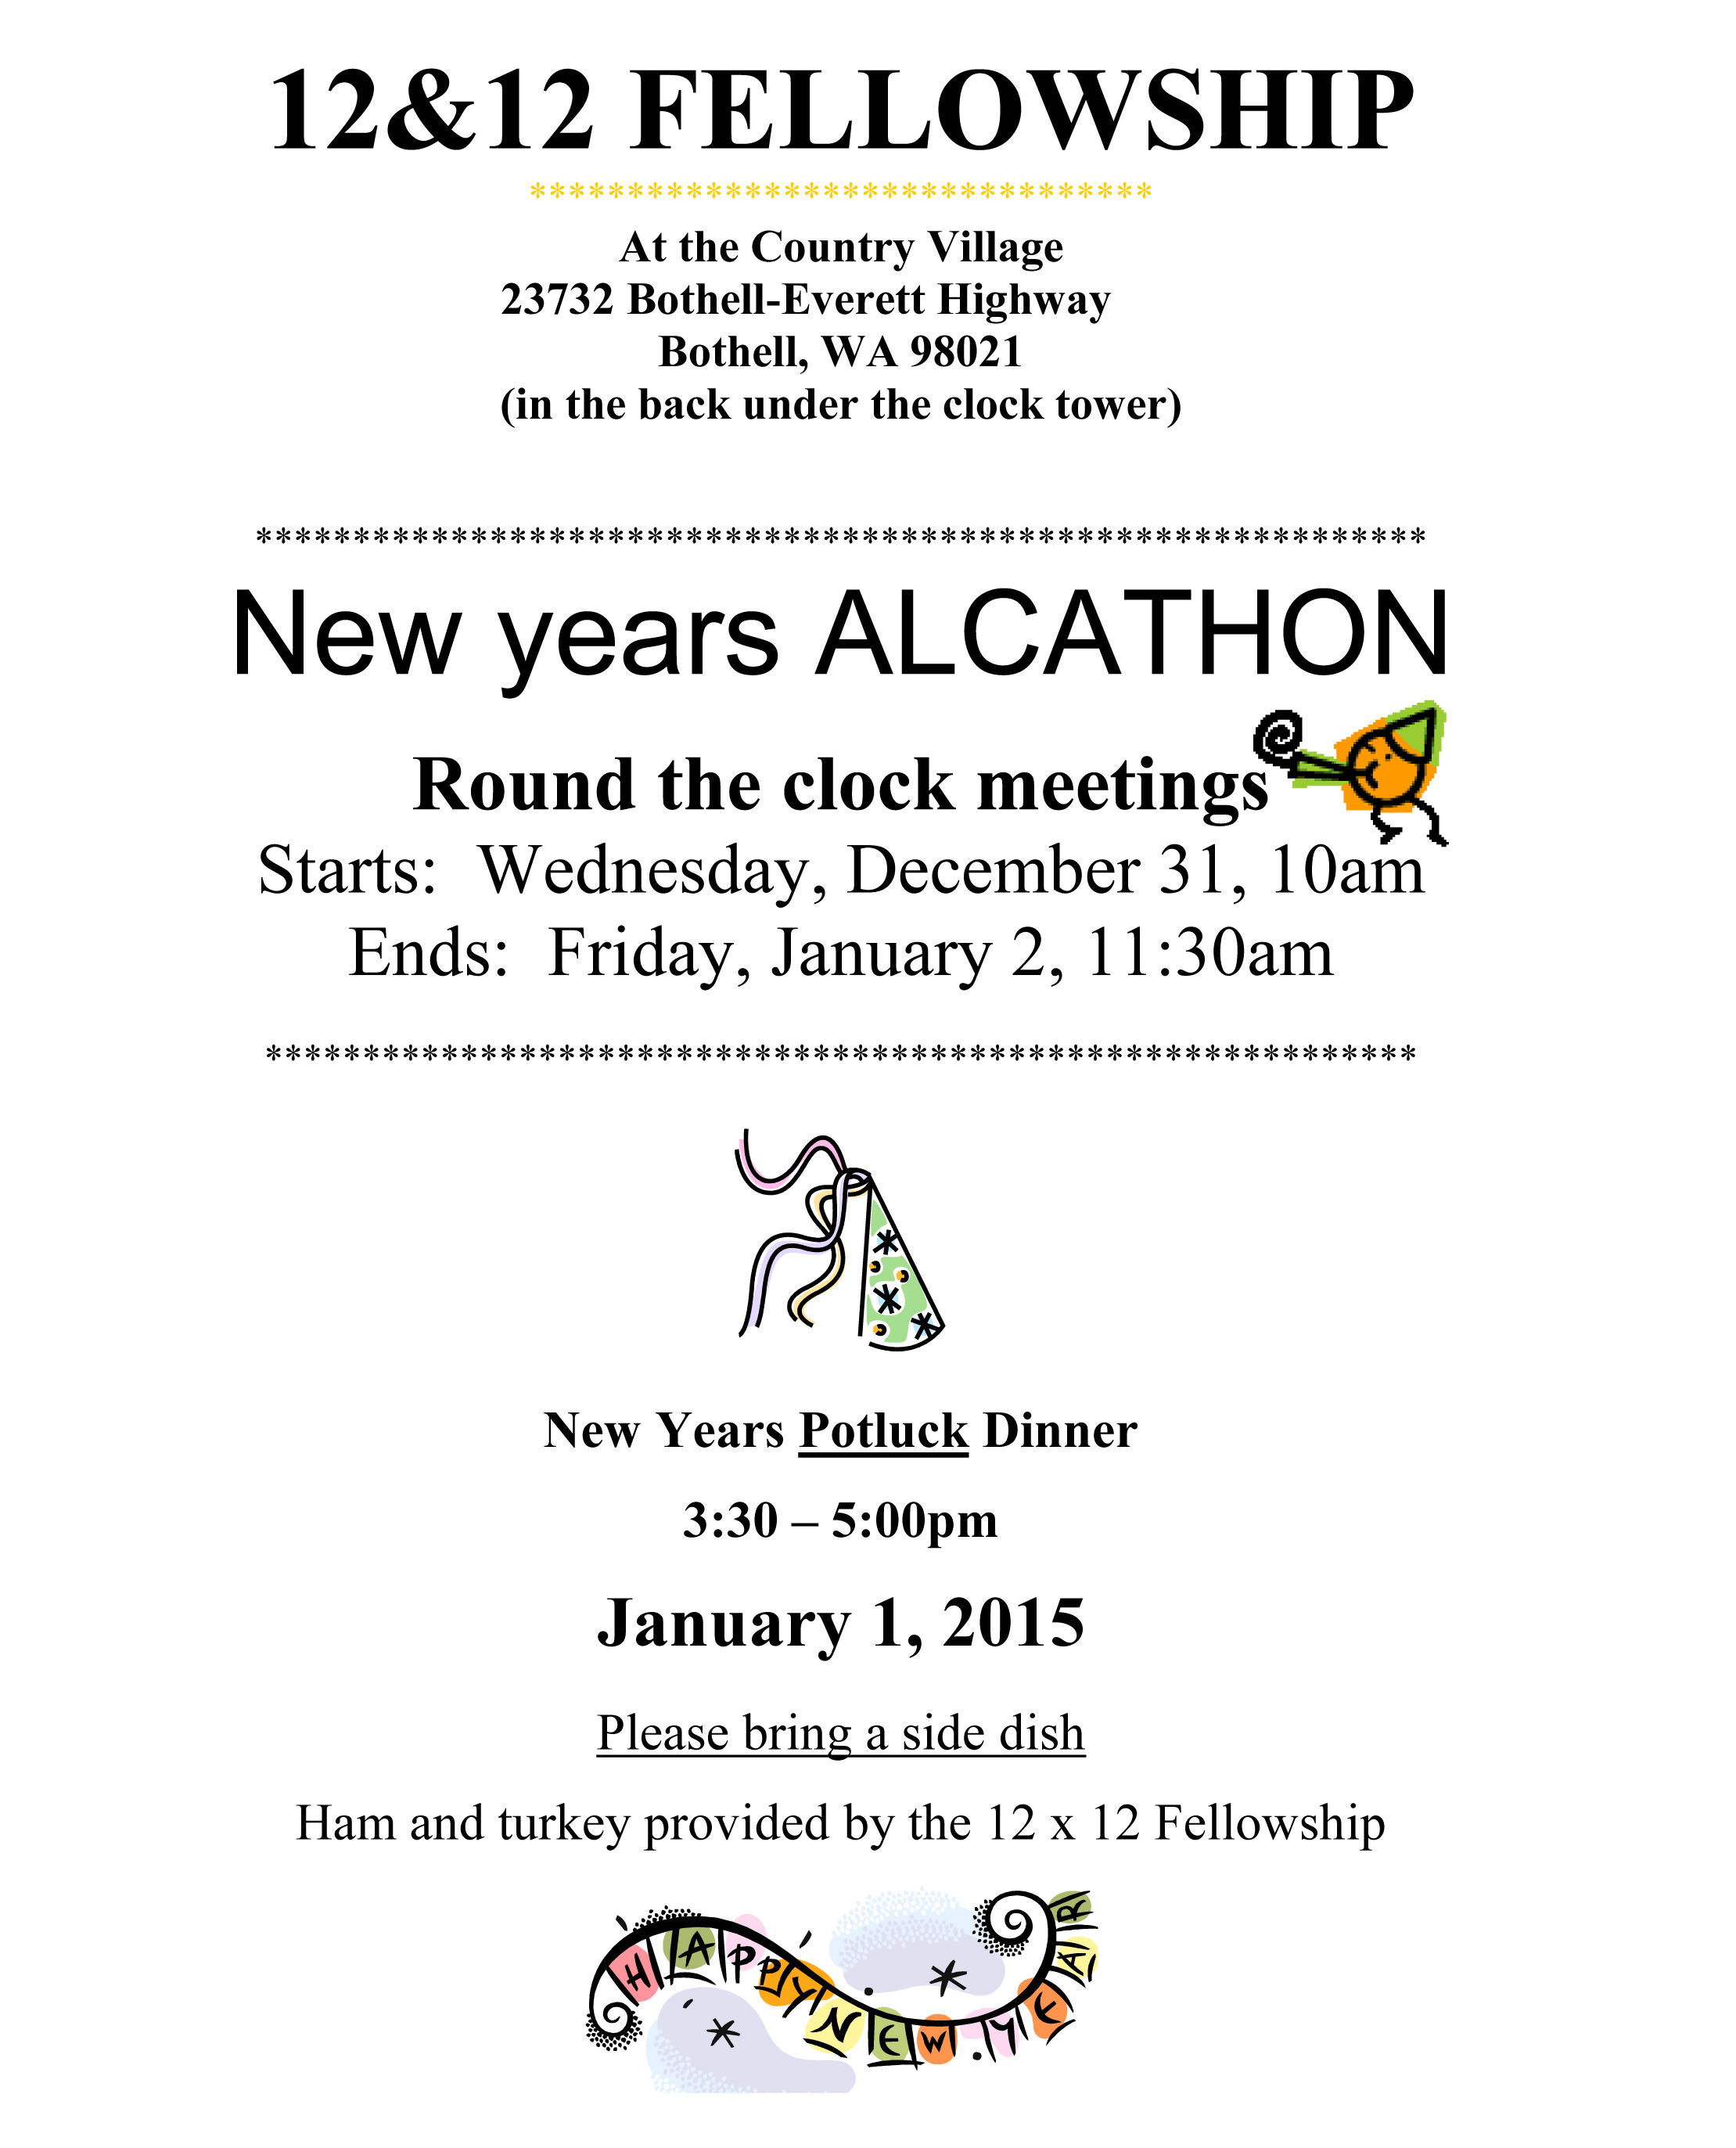 12&12 FELLOWSHIP
********************************
At the Country Village
23732 Bothell-Everett Highway
Bothell, WA 98021
(in the back under the clock tower)
************************************************************
New years ALCATHON
Round the clock meetings
Starts:  Wednesday, December 31, 10am
Ends:  Friday, January 2, 11:30am
***********************************************************
New Years Potluck Dinner
3:30 – 5:00pm
January 1, 2015
Please bring a side dish
Ham and turkey provided by the 12 x 12 Fellowship
HAPPY NEW YEAR